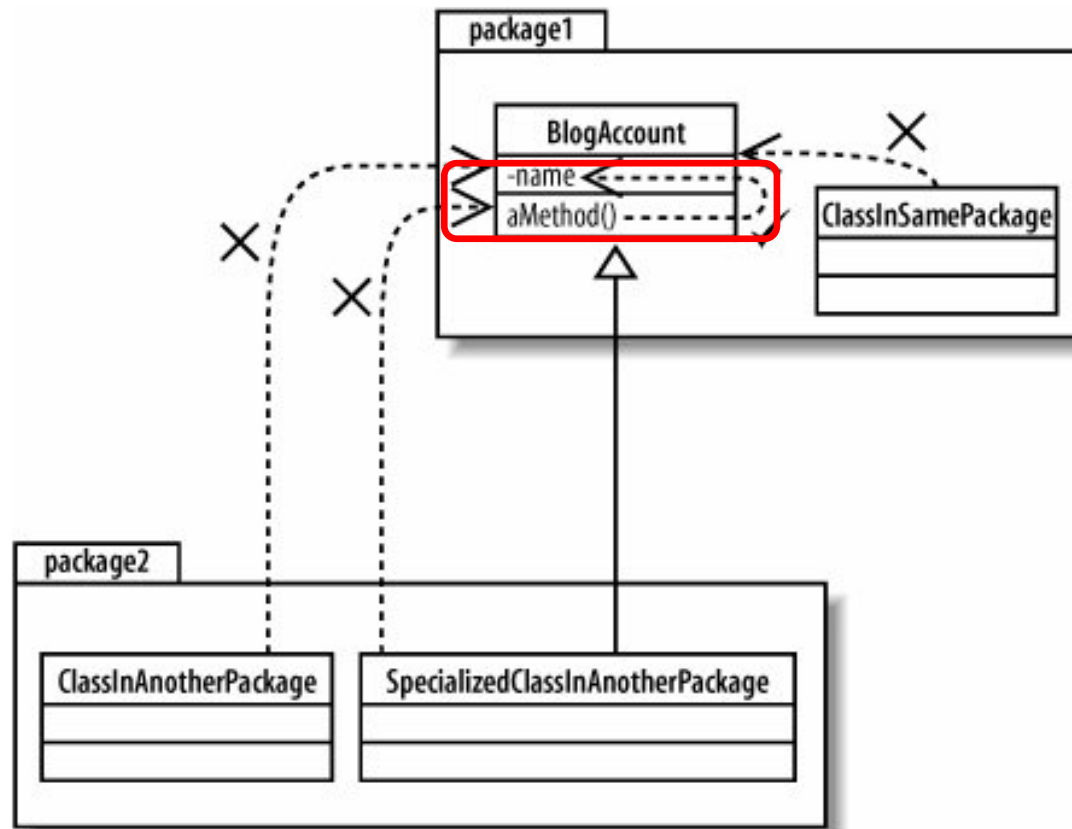 package1
BlogAccount
-name
aMethod()
ClassInSamePackage
package2
ClassInAnotherPackage
SpecializedClassInAnotherPackage